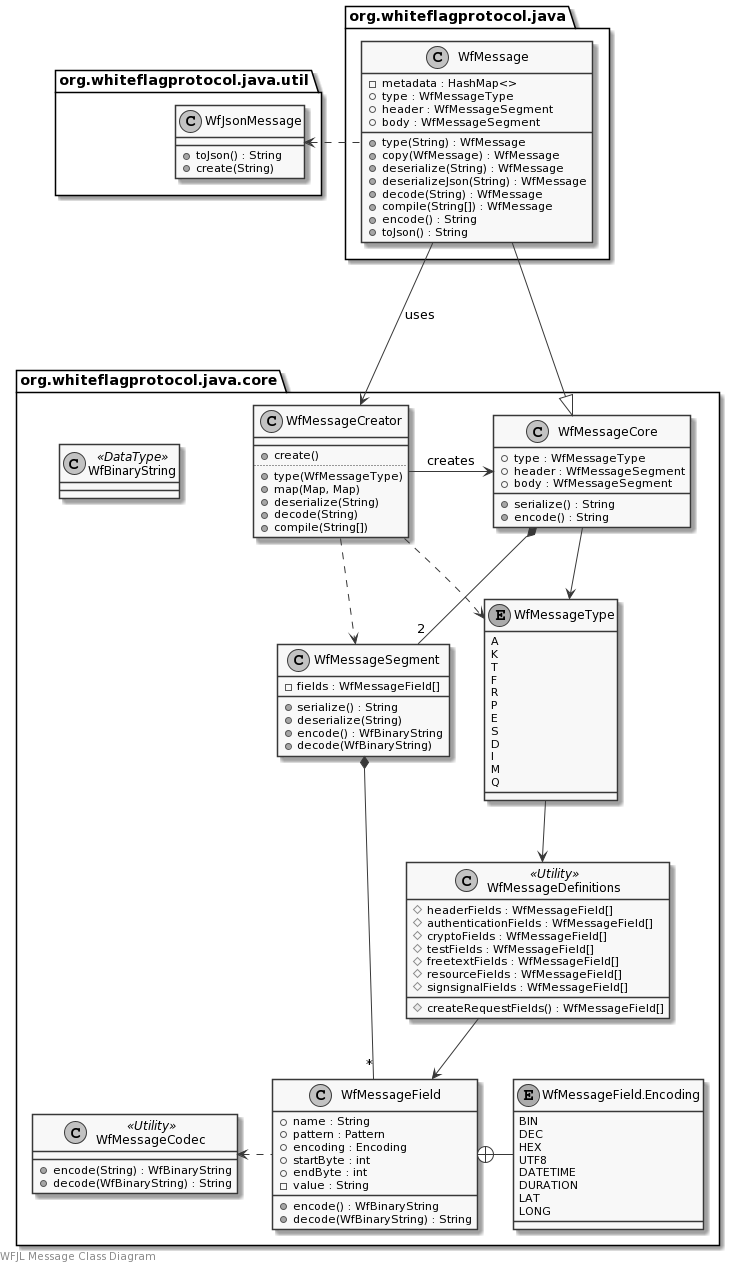 org.whiteflagprotocol.java
C WfMessage
metadata : HashMap<>
type : WfMessageType
header : WfMessageSegment
body : WfMessageSegment
type(String) : WfMessage
copy(WfMessage) : WfMessage
deserialize(String) : WfMessage
deserializeJson(String) : WfMessage
decode(String) : WfMessage
compile(String[]) : WfMessage
encode() : String
toJson() : String
org.whiteflagprotocol.java.util
C WfJsonMessage
toJson() : String
create(String)
uses
org.whiteflagprotocol.java.core
C «DataType»
WfBinaryString
C WfMessageCreator
create()
type(WfMessageType)
map(Map, Map)
deserialize(String)
decode(String)
compile(String[])
creates
C WfMessageCore
type : WfMessageType
header : WfMessageSegment
body : WfMessageSegment
serialize() : String
encode() : String
2
C WfMessageSegment
fields : WfMessageField[]
serialize() : String
deserialize(String)
encode() : WfBinaryString
decode(WfBinaryString)
E WfMessageType
A
K
T
F
R
P
E
S
D
I
M
Q
C «Utility»
WfMessageDefinitions
headerFields : WfMessageField[]
authenticationFields : WfMessageField[]
cryptoFields : WfMessageField[]
testFields : WfMessageField[]
freetextFields : WfMessageField[]
resourceFields : WfMessageField[]
signsignalFields : WfMessageField[]
createRequestFields() : WfMessageField[]
*
C «Utility»
WfMessageCodec
encode(String) : WfBinaryString
decode(WfBinaryString) : String
C WfMessageField
name : String
pattern : Pattern
encoding : Encoding
startByte : int
endByte : int
value : String
encode() : WfBinaryString
decode(WfBinaryString) : String
E WfMessageField.Encoding
BIN
DEC
HEX
UTF8
DATETIME
DURATION
LAT
LONG
WFJL Message Class Diagram